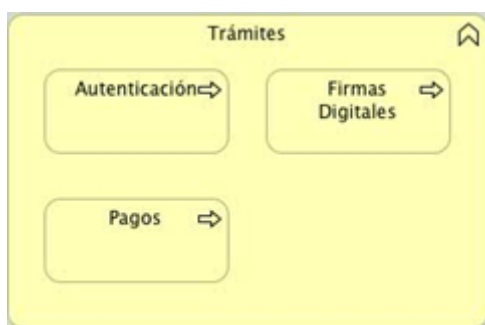 Trámites
Autenticación
Firmas
Digitales
Pagos